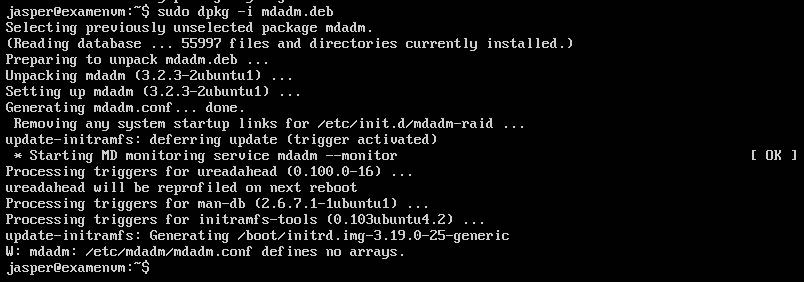 jasper@examenvm:~$ sudo dpkg -i mdadm.deb
Selecting previously unselected package mdadm.
(Reading database ... 55997 files and directories currently installed.)
Preparing to unpack mdadm.deb ...
Unpacking mdadm (3.2.3-2ubuntu1) ...
Setting up mdadm (3.2.3-2ubuntu1) ...
Generating mdadm.conf... done.
 Removing any system startup links for /etc/init.d/mdadm-raid ...
update-initramfs: deferring update (trigger activated)
 * Starting MD monitoring service mdadm --monitor [ OK ]
Processing triggers for ureadahead (0.100.0-16) ...
ureadahead will be reprofiled on next reboot
Processing triggers for man-db (2.6.7.1-1ubuntu1) ...
Processing triggers for initramfs-tools (0.103ubuntu4.2) ...
update-initramfs: Generating /boot/initrd.img-3.19.0-25-generic
W: mdadm: /etc/mdadm/mdadm.conf defines no arrays.
jasper@examenvm:~$